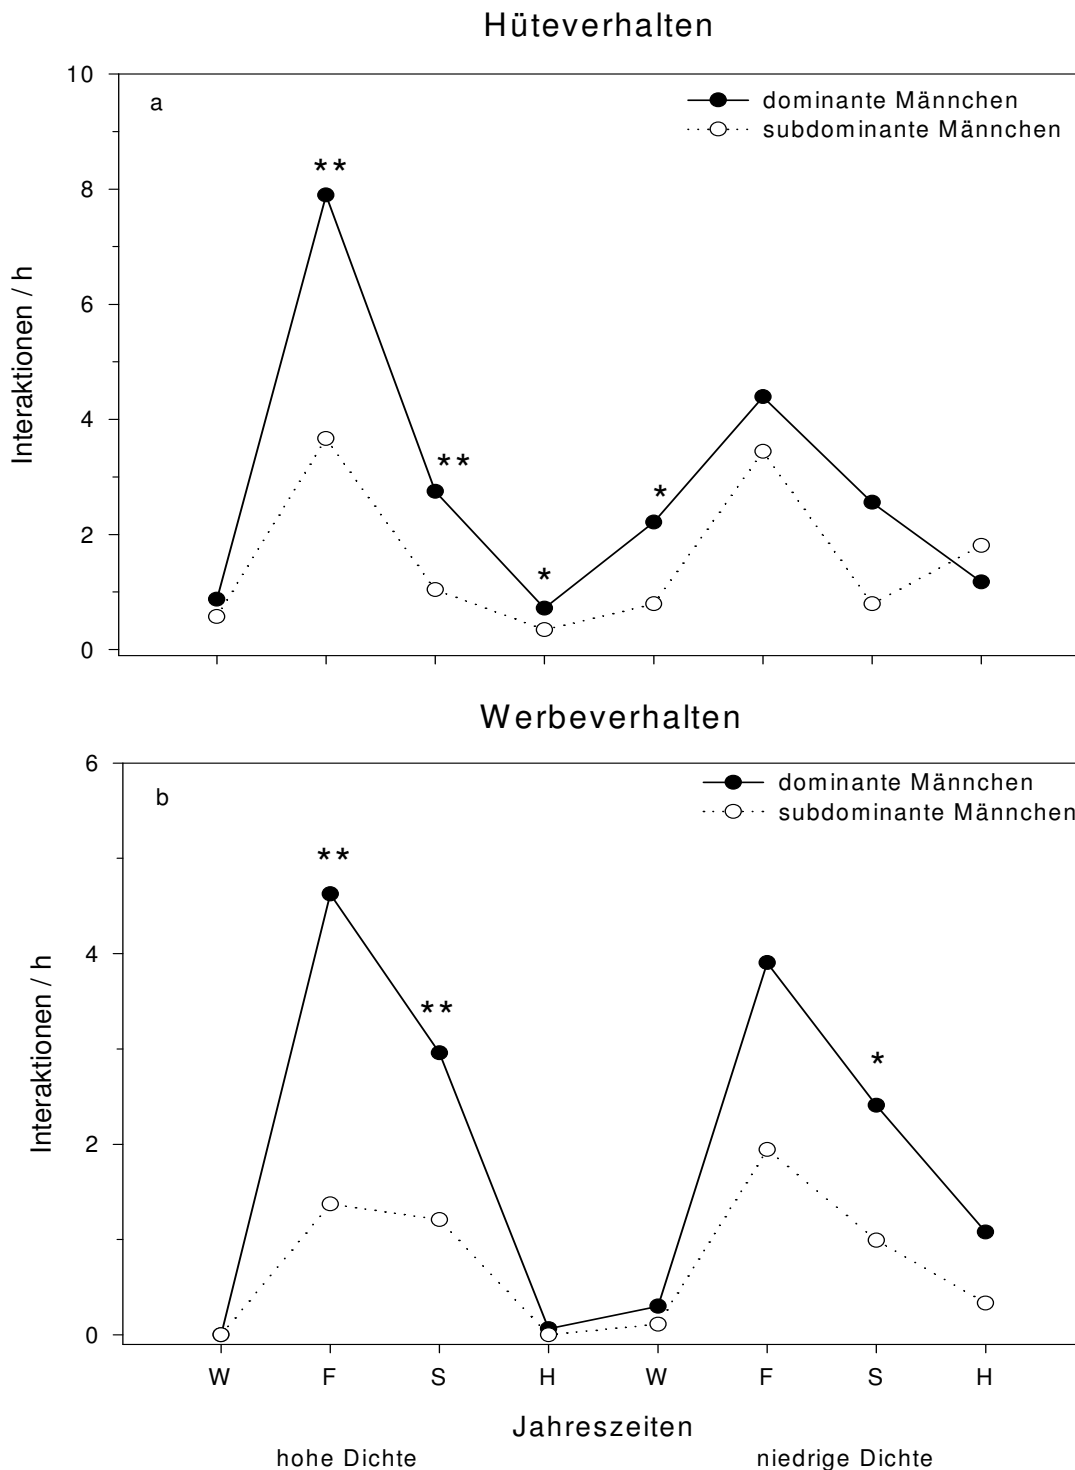 Hüteverhalten
10
a
dominante Männchen
subdominante Männchen
**
8
6
Interaktionen / h
4
**
*
2
*
0
Werbeverhalten
6
b
dominante Männchen
subdominante Männchen
**
4
**
Interaktionen / h
*
2
0
W F S H W F S H
Jahreszeiten
hohe Dichte niedrige Dichte